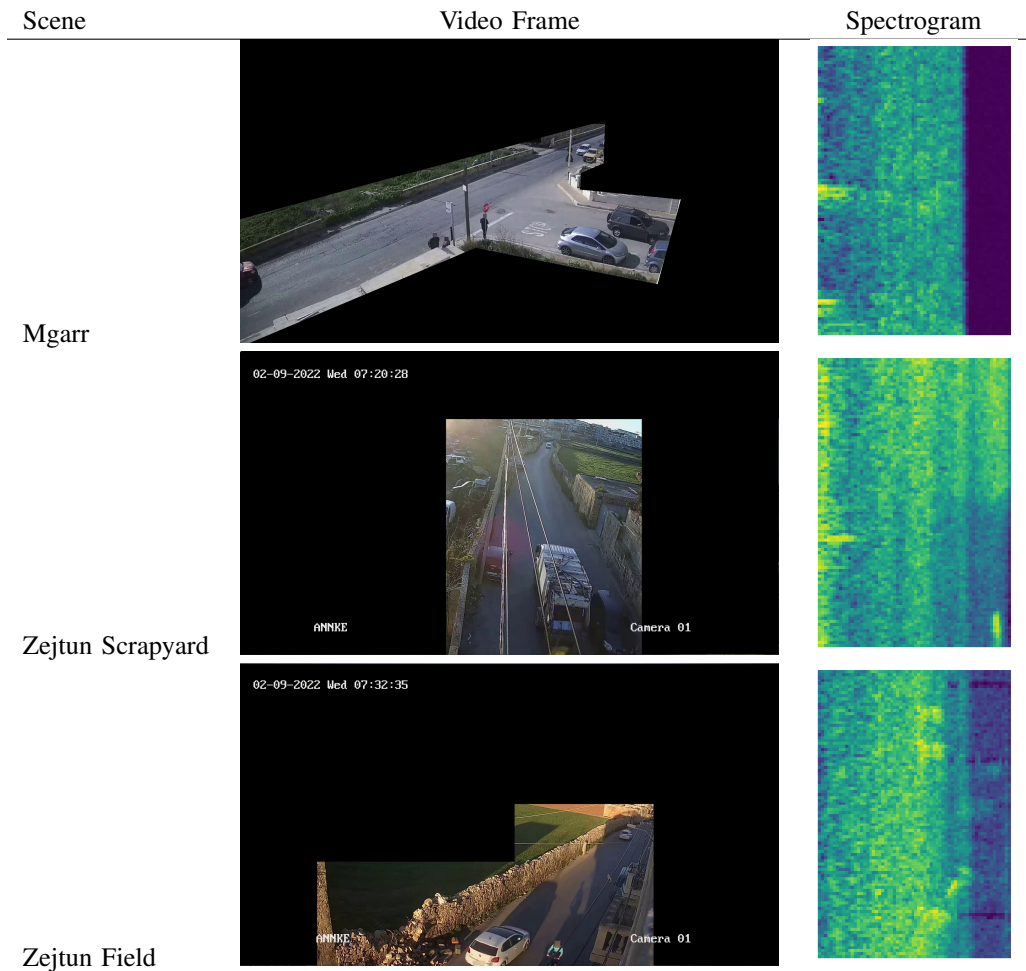 Scene Video Frame Spectrogram
STOP
Mgarr
02-09-2022 Wed 07:20:28
ANNKE Camera 01
Zejtun Scrapyard
02-09-2022 Wed 07:32:35
ANNKE Camera 01
Zejtun Field